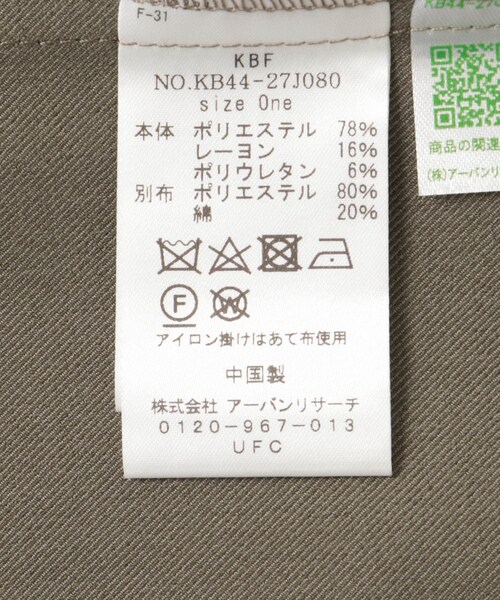 F-31
KBF
NO.KB44-27J080
size One
本体 ポリエステル 78%
レーヨン 16%
ポリウレタン 6%
別布 ポリエステル 80%
綿 20%
F
W
アイロン掛けはあて布使用
中国製
株式会社 アーバンリサーチ
0120-967-013
UFC
KB44-27
商品の関連
(株)アーバンリサ